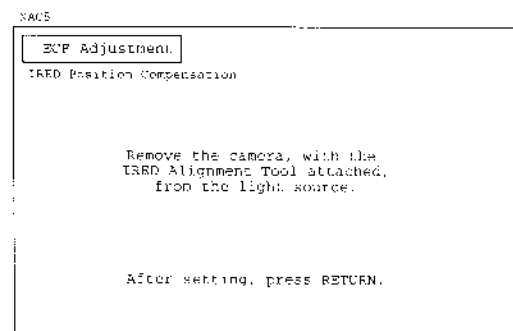 ECF Adjustment
IRED Position Compensation
Remove the camera, with the
IRED Alignment Tool attached,
from the light source.
After setting, press RETURN.